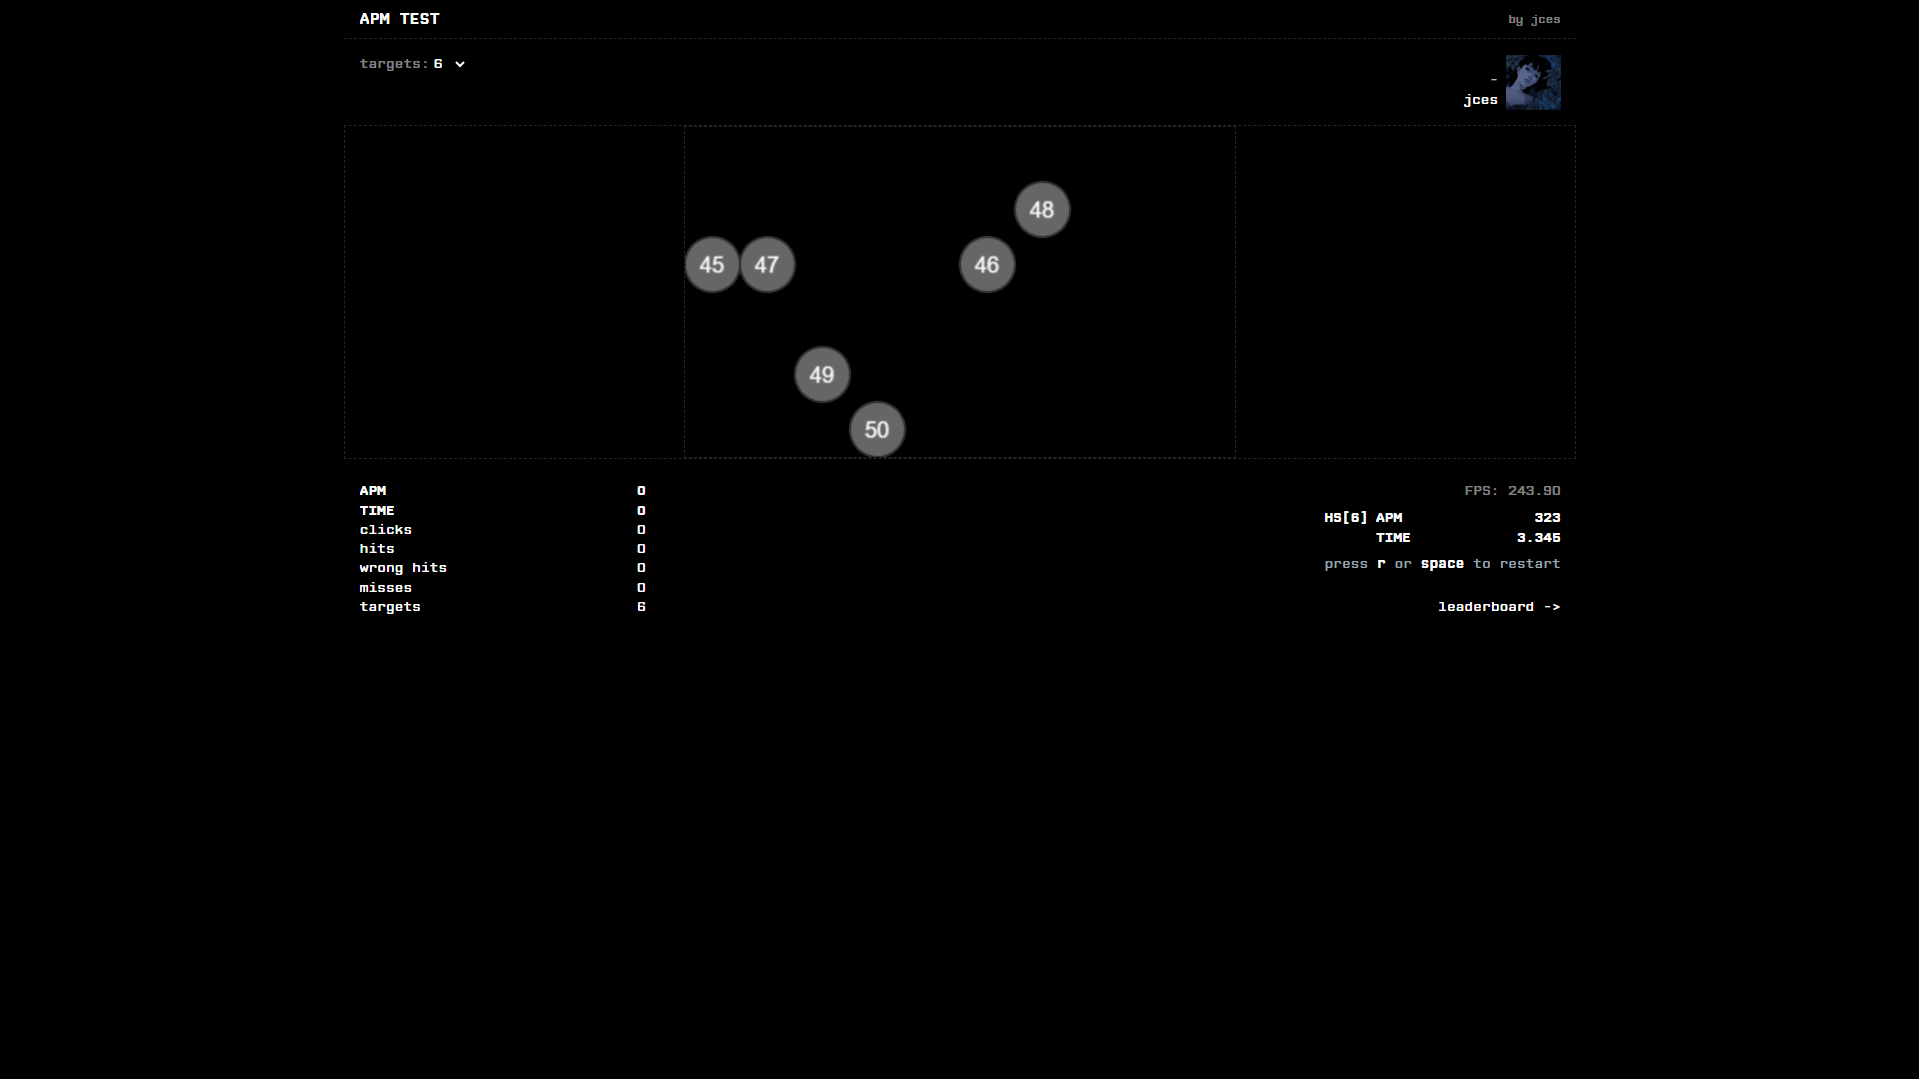 APM TEST
by jces
targets: 6
-
jces
48
45 47 46
49
50
APM 0
TIME 0
clicks 0
hits 0
wrong hits 0
misses 0
targets 6
FPS: 243.90
HS[6] APM 323
TIME 3.345
press r or space to restart
leaderboard ->